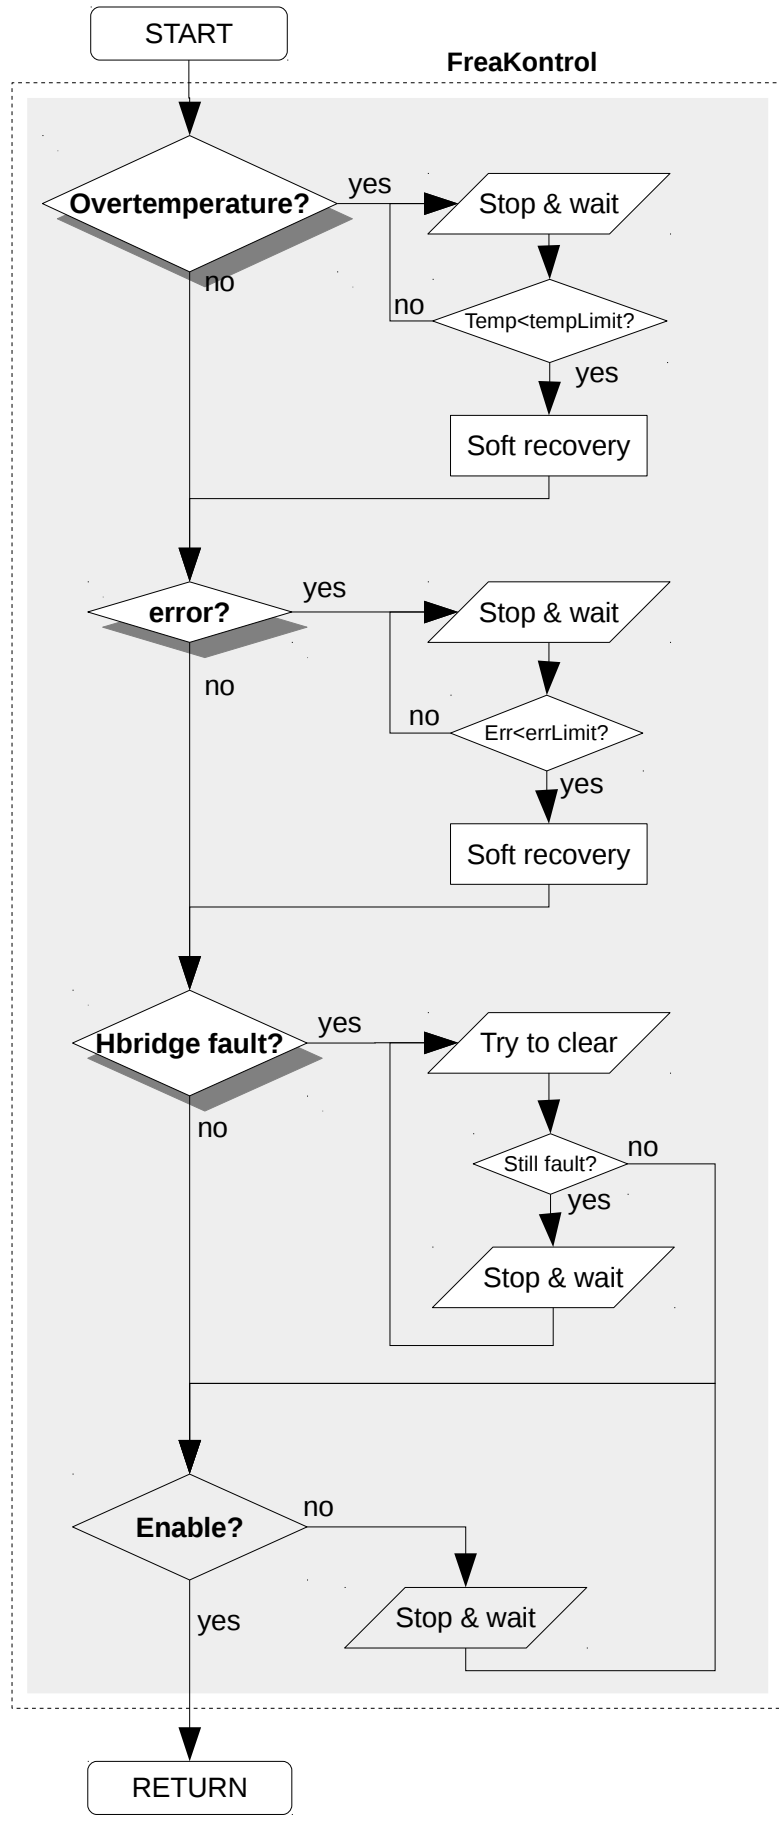 START
FreaKontrol
Overtemperature?
yes
Stop & wait
no
no
Temp<tempLimit?
yes
Soft recovery
error?
yes
Stop & wait
no
no
Err<errLimit?
yes
Soft recovery
Hbridge fault?
yes
Try to clear
no
Still fault?
no
yes
Stop & wait
Enable?
no
Stop & wait
yes
RETURN